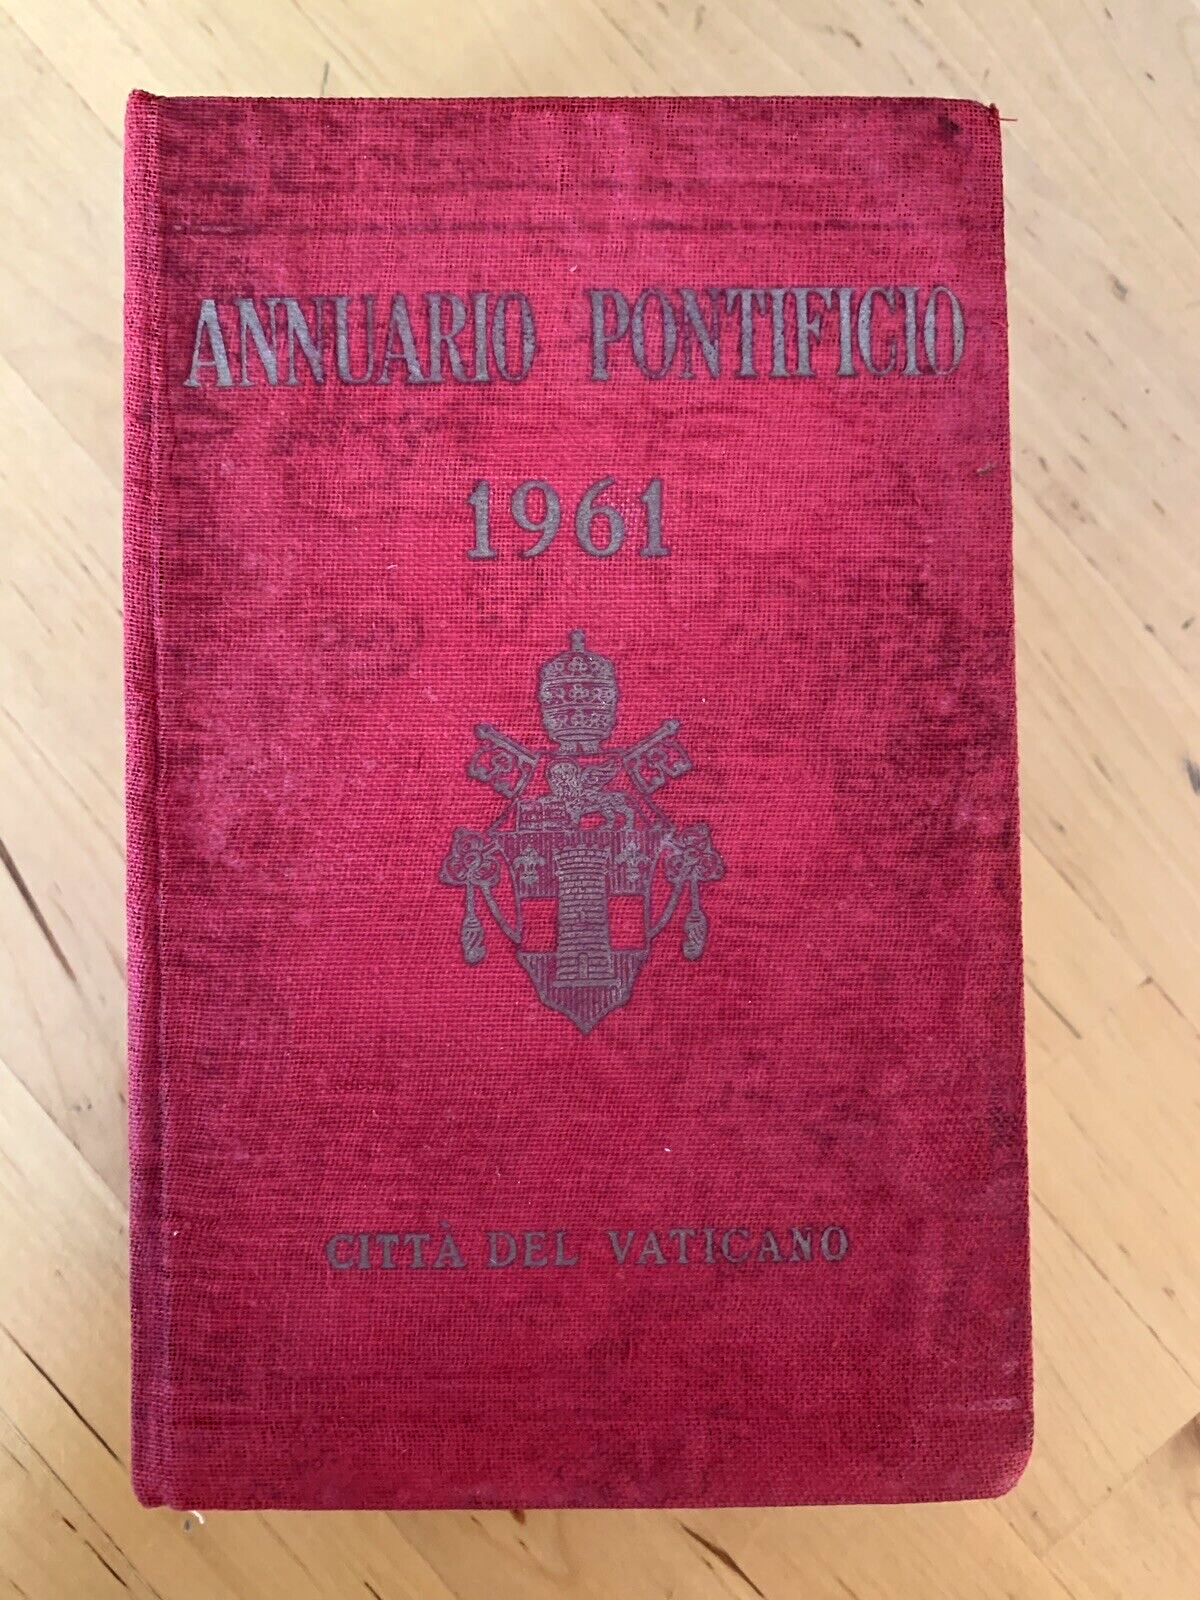 ANNUARIO PONTIFICIO
1961
CITTÀ DEL VATICANO